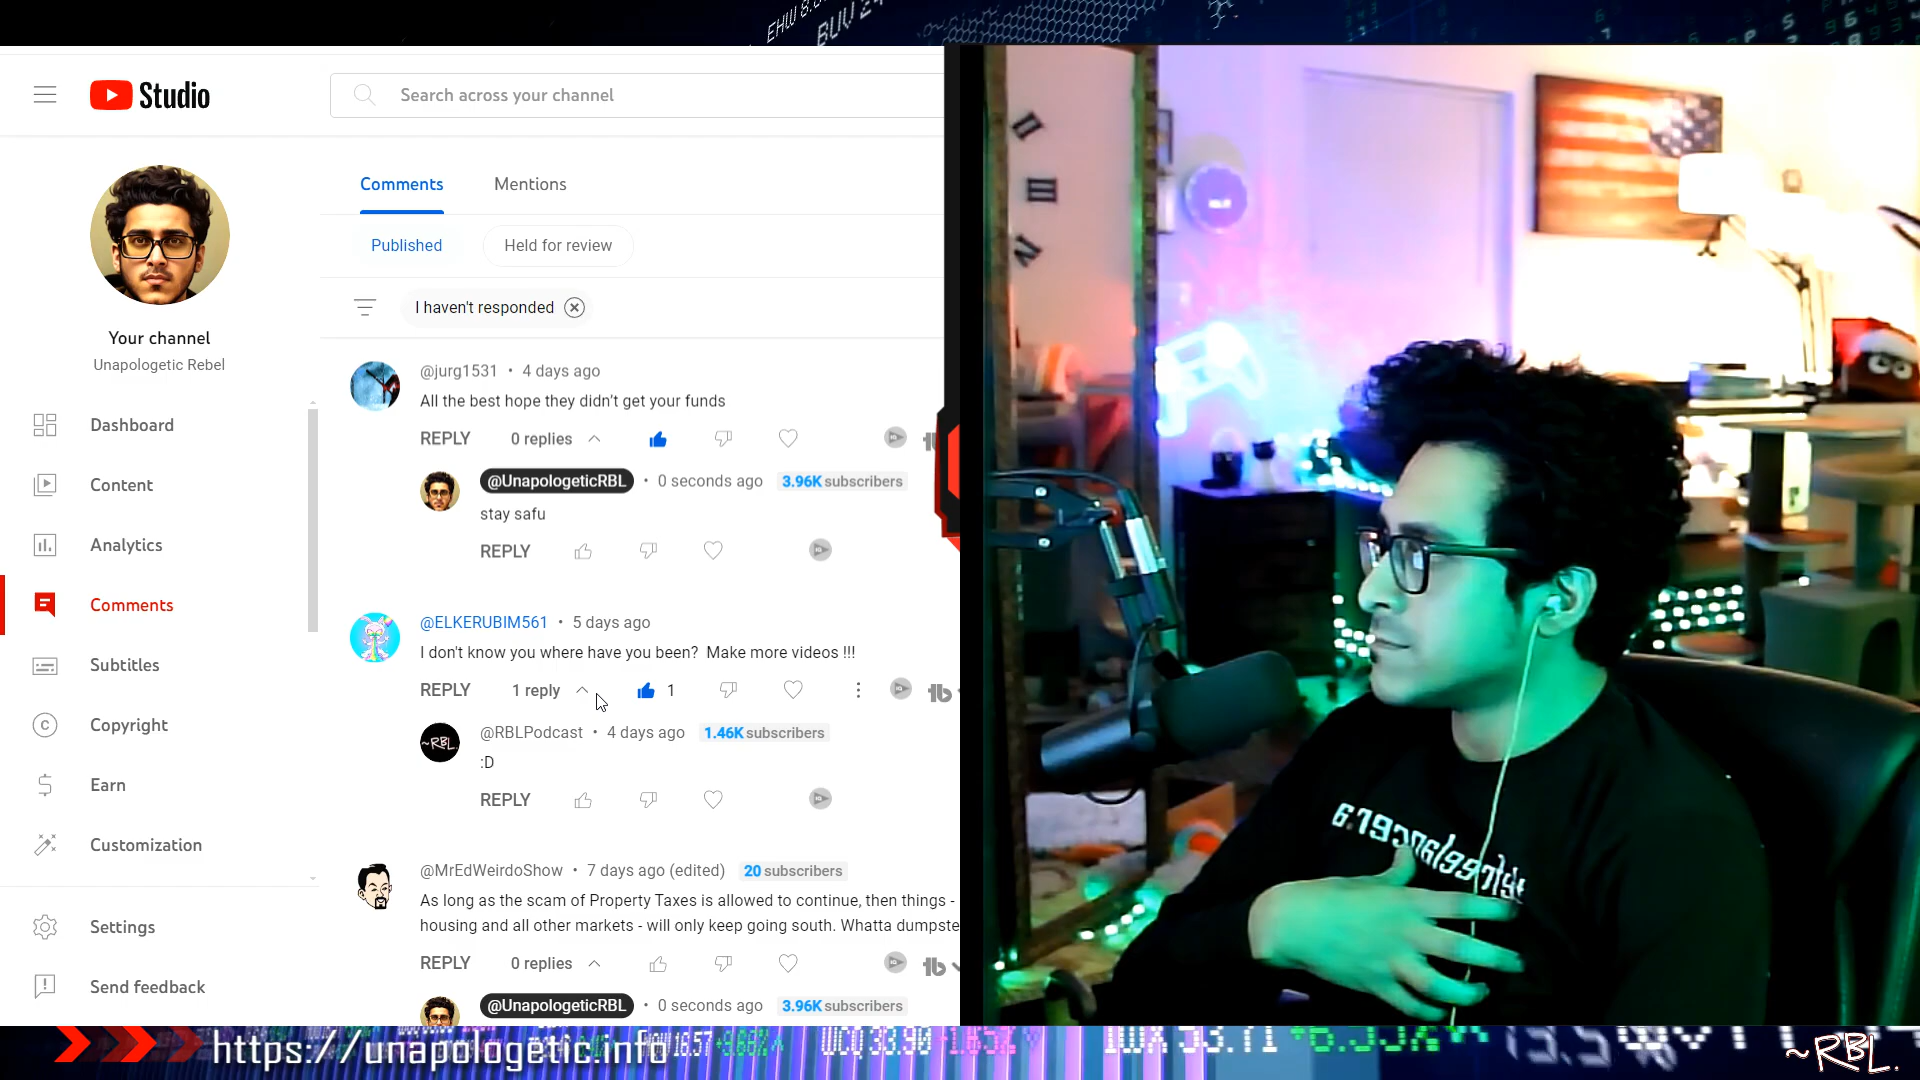 Studio
Search across your channel
Your channel
Unapologetic Rebel
Dashboard
Content
Analytics
Comments
Subtitles
Copyright
Earn
Customization
Settings
Send feedback
Comments
Mentions
Published
Held for review
I haven't responded
@jurg1531 • 4 days ago
All the best hope they didn't get your funds
REPLY 0 replies
@UnapologeticRBL • 0 seconds ago 3.96K subscribers
stay safu
REPLY
@ELKERUBIM561 • 5 days ago
I don't know you where have you been? Make more videos !!!
REPLY 1 reply 1
@RBLPodcast • 4 days ago 1.46K subscribers
:D
REPLY
@MrEdWeirdoShow • 7 days ago (edited) 20 subscribers
As long as the scam of Property Taxes is allowed to continue, then things -
housing and all other markets - will only keep going south. Whatta
REPLY 0 replies
@UnapologeticRBL • 0 seconds ago 3.96K subscribers
https://unapologetic.info
~RBL.